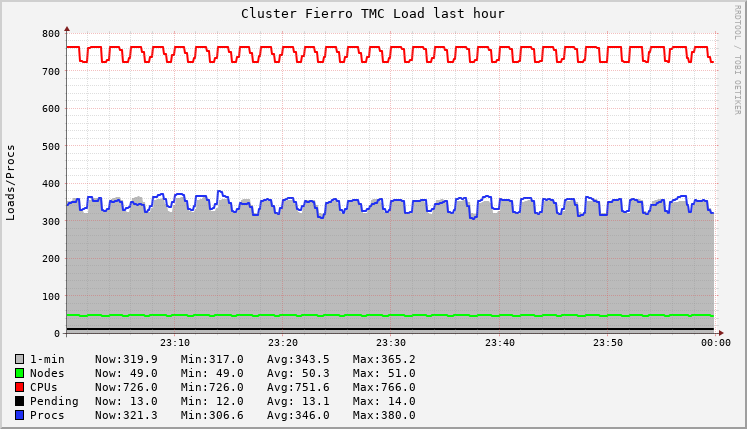 Cluster Fierro TMC Load last hour
RRDTOOL / TOBI OETIKER
Loads/Procs
800
700
600
500
400
300
200
100
0
23:10 23:20 23:30 23:40 23:50 00:00
1-min Now:319.9 Min:317.0 Avg:343.5 Max:365.2
Nodes Now: 49.0 Min: 49.0 Avg: 50.3 Max: 51.0
CPUs Now:726.0 Min:726.0 Avg:751.6 Max:766.0
Pending Now: 13.0 Min: 12.0 Avg: 13.1 Max: 14.0
Procs Now:321.3 Min:306.6 Avg:346.0 Max:380.0